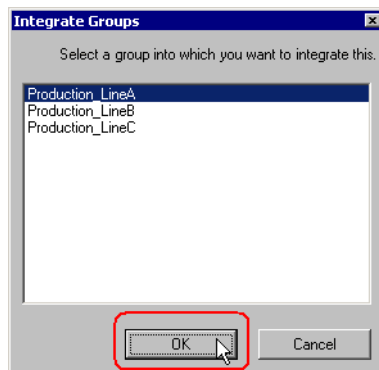 Integrate Groups
Select a group into which you want to integrate this.
Production_LineA
Production_LineB
Production_LineC
OK
Cancel